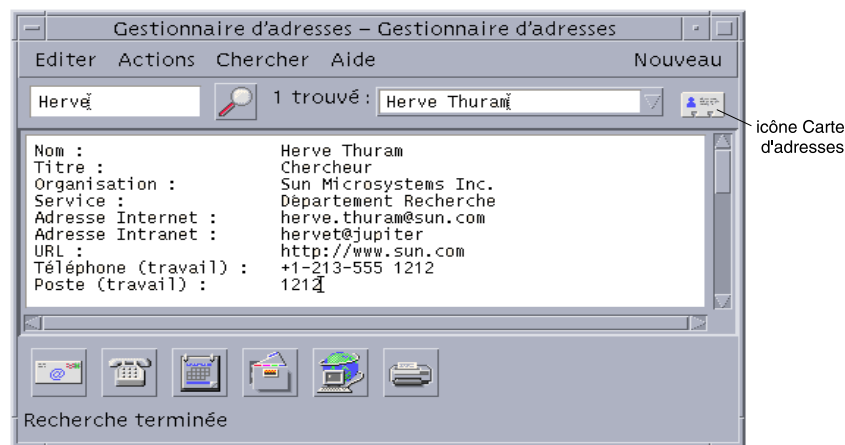 Gestionnaire d'adresses – Gestionnaire d'adresses
Editer Actions Chercher Aide Nouveau
Herve 1 trouvé : Herve Thuram
icône Carte
d'adresses
Nom : Herve Thuram
Titre : Chercheur
Organisation : Sun Microsystems Inc.
Service : Département Recherche
Adresse Internet : herve.thuram@sun.com
Adresse Intranet : hervet@jupiter
URL : http://www.sun.com
Téléphone (travail) : +1-213-555 1212
Poste (travail) : 1212
Recherche terminée